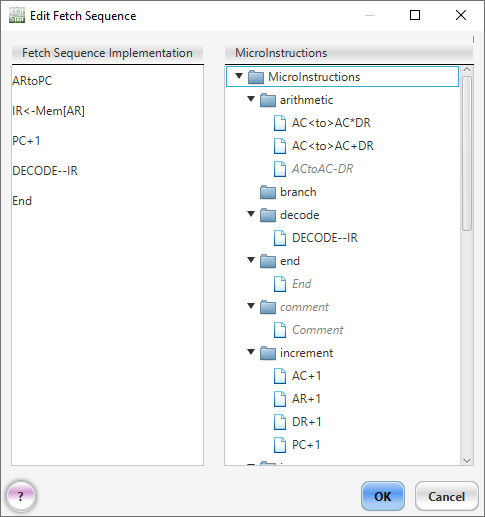 Edit Fetch Sequence
Fetch Sequence Implementation
ARtoPC
IR<-Mem[AR]
PC+1
DECODE--IR
End
MicroInstructions
MicroInstructions
arithmetic
AC<to>AC*DR
AC<to>AC+DR
ACtoAC-DR
branch
decode
DECODE--IR
end
End
comment
Comment
increment
AC+1
AR+1
DR+1
PC+1
?
OK
Cancel